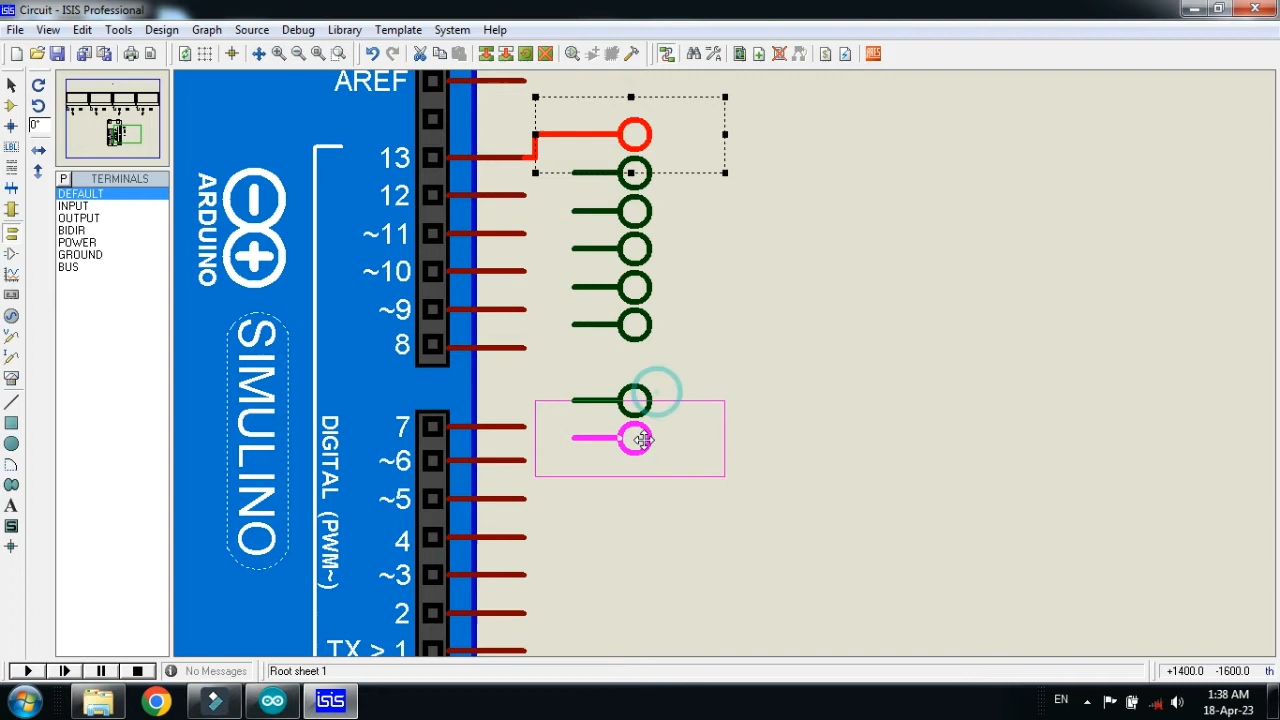 Circuit - ISIS Professional
File View Edit Tools Design Graph Source Debug Library Template System Help
ARES
0°
LBL
P TERMINALS
DEFAULT
INPUT
OUTPUT
BIDIR
POWER
GROUND
BUS
A
S
AREF
13
12
~11
~10
~9
8
7
~6
~5
4
~3
2
TX > 1
ARDUINO
SIMULINO
DIGITAL (PWM~)
No Messages
Root sheet 1
+1400.0 -1600.0 th
isis
EN
1:38 AM
18-Apr-23